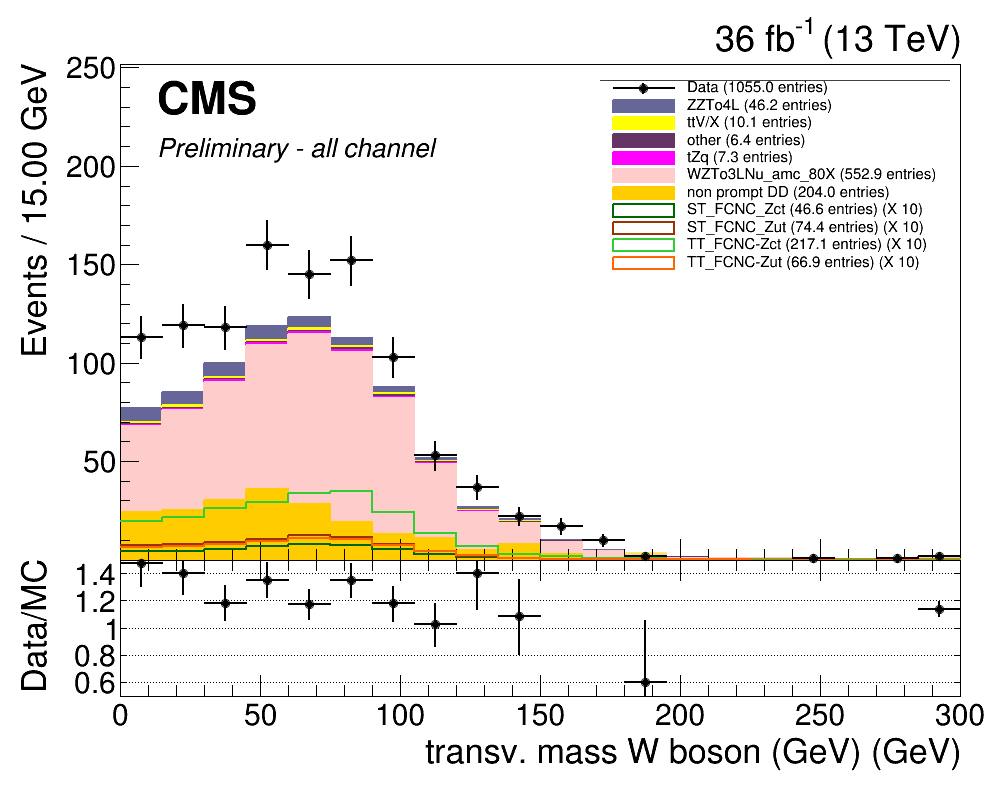 36 fb-1 (13 TeV)
Events / 15.00 GeV
250
200
150
100
50
CMS
Preliminary - all channel
Data (1055.0 entries)
ZZTo4L (46.2 entries)
ttV/X (10.1 entries)
other (6.4 entries)
tZq (7.3 entries)
WZTo3LNu_amc_80X (552.9 entries)
non prompt DD (204.0 entries)
ST_FCNC_Zct (46.6 entries) (X 10)
ST_FCNC_Zut (74.4 entries) (X 10)
TT_FCNC-Zct (217.1 entries) (X 10)
TT_FCNC-Zut (66.9 entries) (X 10)
Data/MC
1.4
1.2
1
0.8
0.6
0 50 100 150 200 250 300
transv. mass W boson (GeV) (GeV)